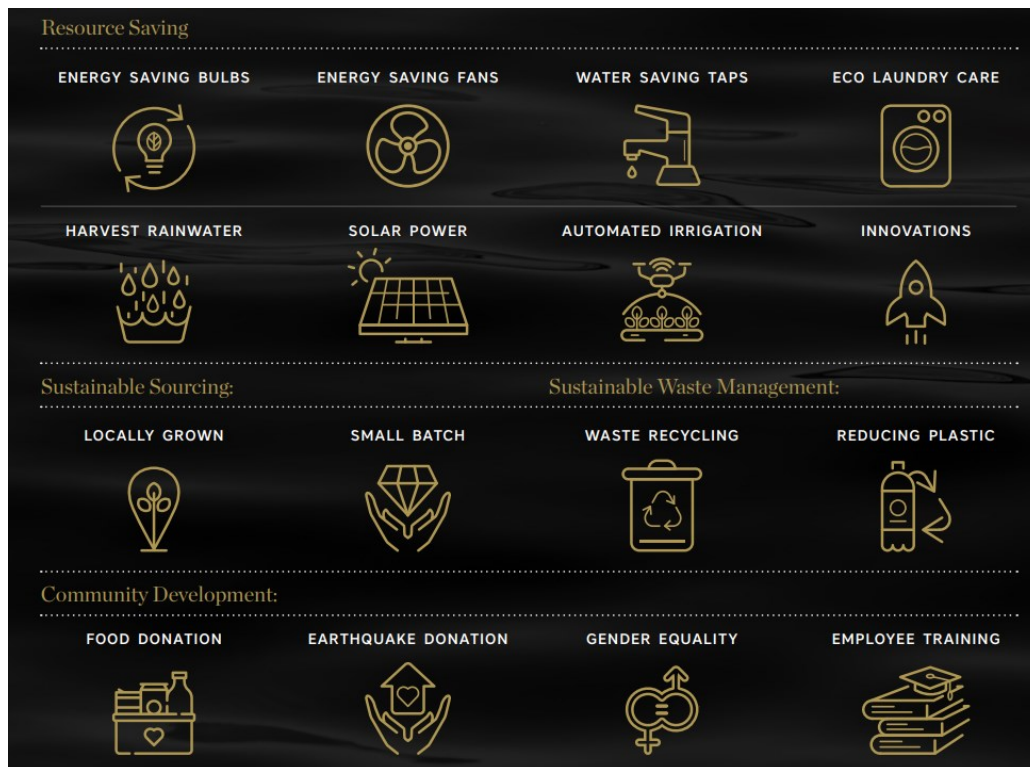 Resource Saving
ENERGY SAVING BULBS ENERGY SAVING FANS WATER SAVING TAPS ECO LAUNDRY CARE
HARVEST RAINWATER SOLAR POWER AUTOMATED IRRIGATION INNOVATIONS
Sustainable Sourcing: Sustainable Waste Management:
LOCALLY GROWN SMALL BATCH WASTE RECYCLING REDUCING PLASTIC
Community Development:
FOOD DONATION EARTHQUAKE DONATION GENDER EQUALITY EMPLOYEE TRAINING